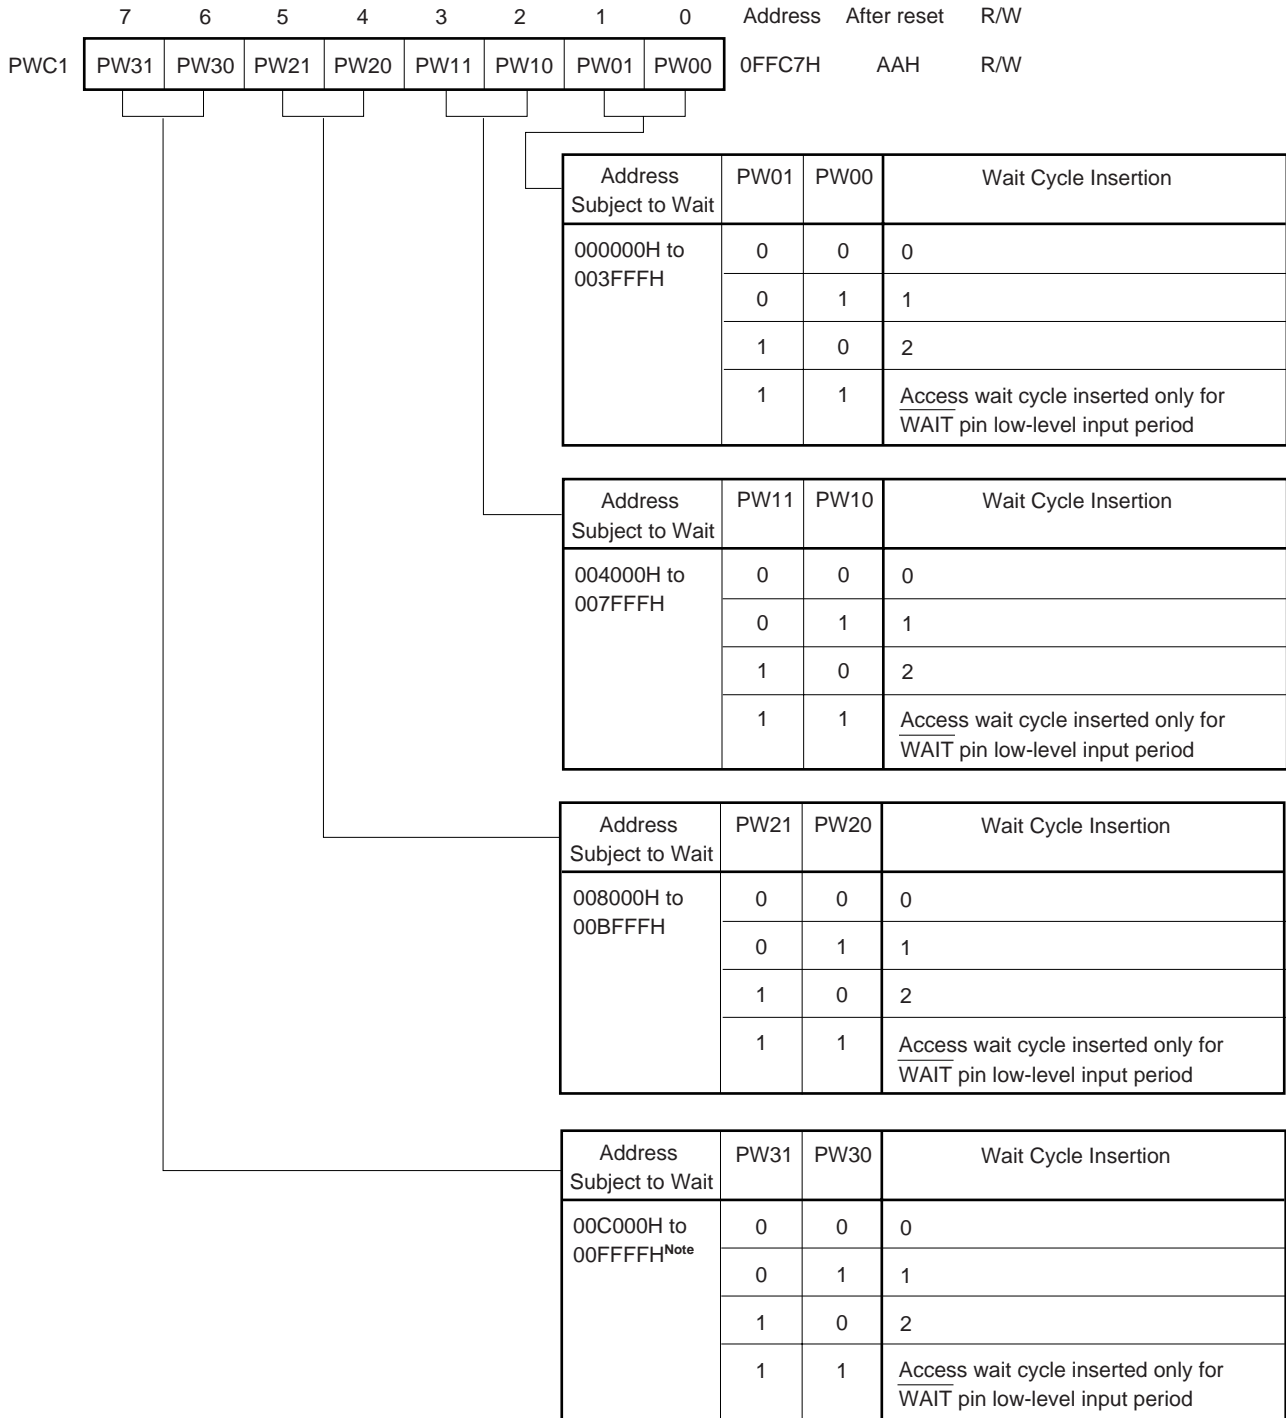 7 6 5 4 3 2 1 0 Address After reset R/W
PWC1 PW31 PW30 PW21 PW20 PW11 PW10 PW01 PW00 0FFC7H AAH R/W
Address Subject to Wait PW01 PW00 Wait Cycle Insertion
000000H to 003FFFH 0 0 0
0 1 1
1 0 2
1 1 Access wait cycle inserted only for
WAIT pin low-level input period
Address Subject to Wait PW11 PW10 Wait Cycle Insertion
004000H to 007FFFH 0 0 0
0 1 1
1 0 2
1 1 Access wait cycle inserted only for
WAIT pin low-level input period
Address Subject to Wait PW21 PW20 Wait Cycle Insertion
008000H to 00BFFFH 0 0 0
0 1 1
1 0 2
1 1 Access wait cycle inserted only for
WAIT pin low-level input period
Address Subject to Wait PW31 PW30 Wait Cycle Insertion
00C000H to 00FFFFH Note 0 0 0
0 1 1
1 0 2
1 1 Access wait cycle inserted only for
WAIT pin low-level input period